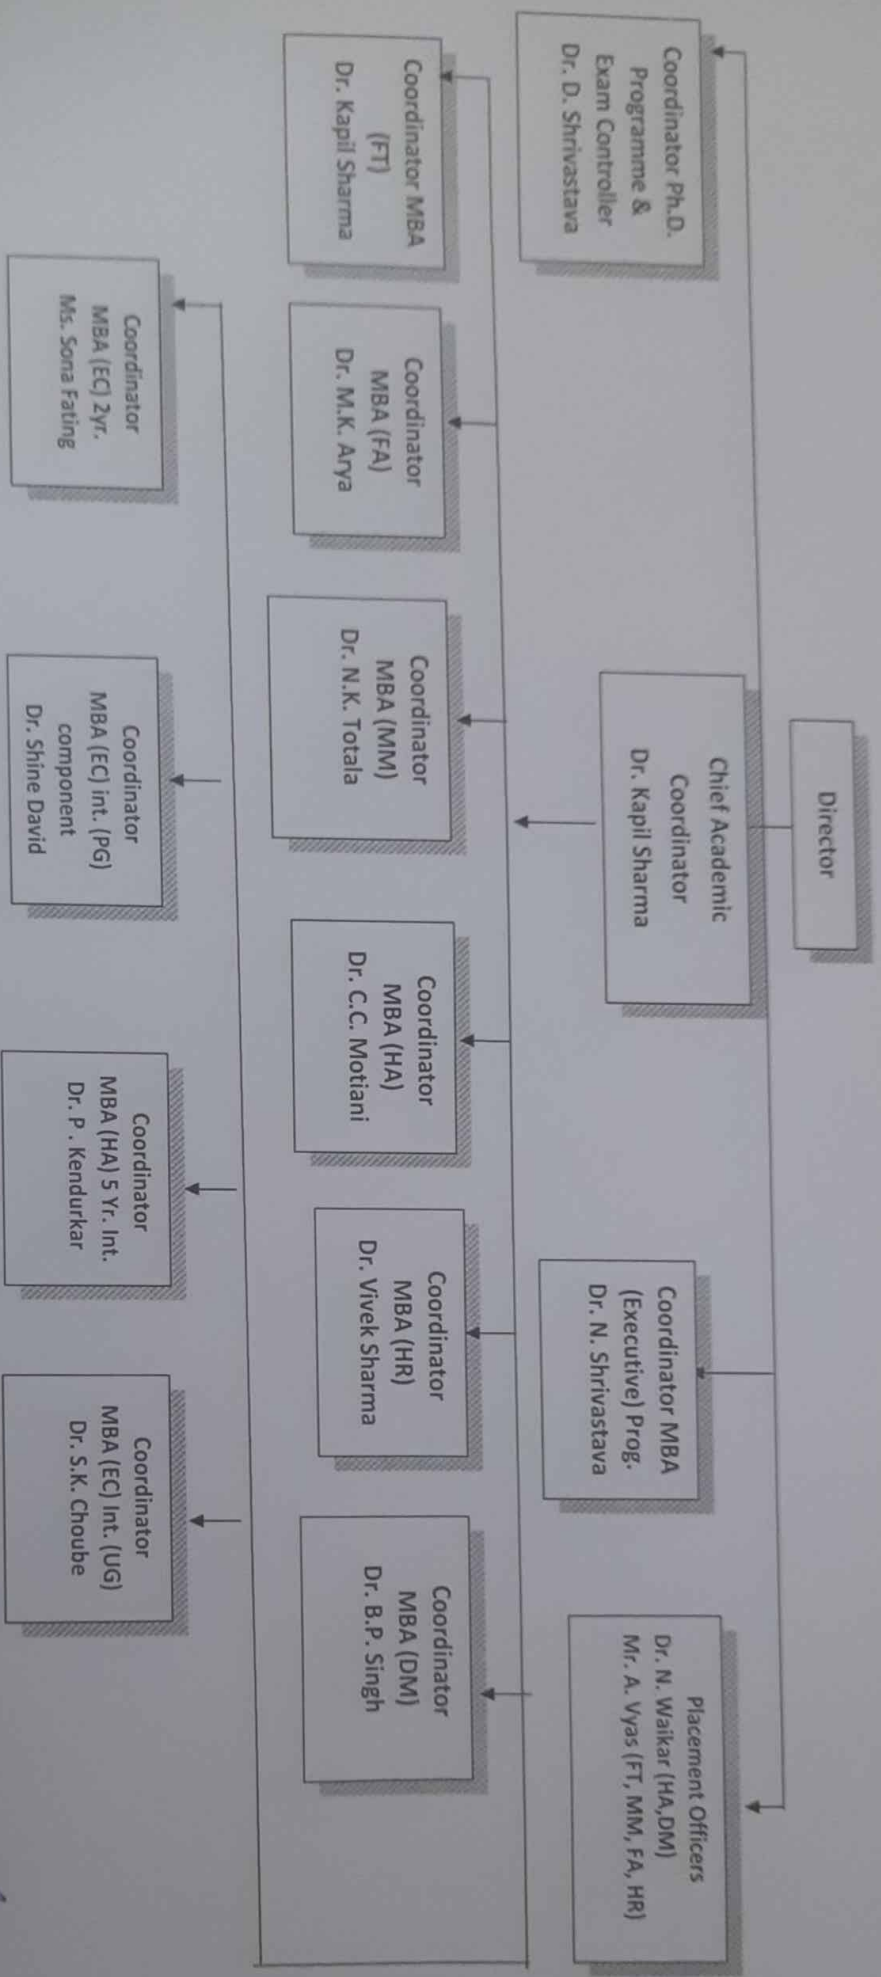 Director
Coordinator Ph.D.
Programme &
Exam Controller
Dr. D. Shrivastava
Chief Academic
Coordinator
Dr. Kapil Sharma
Coordinator MBA
(Executive) Prog.
Dr. N. Shrivastava
Placement Officers
Dr. N. Waikar (HA,DM)
Mr. A. Vyas (FT, MM, FA, HR)
Coordinator MBA
(FT)
Dr. Kapil Sharma
Coordinator
MBA (FA)
Dr. M.K. Arya
Coordinator
MBA (MM)
Dr. N.K. Totala
Coordinator
MBA (HA)
Dr. C.C. Motiani
Coordinator
MBA (HR)
Dr. Vivek Sharma
Coordinator
MBA (DM)
Dr. B.P. Singh
Coordinator
MBA (EC) 2yr.
Ms. Sona Fating
Coordinator
MBA (EC) int. (PG)
component
Dr. Shine David
Coordinator
MBA (HA) 5 Yr. Int.
Dr. P . Kendurkar
Coordinator
MBA (EC) Int. (UG)
Dr. S.K. Choube